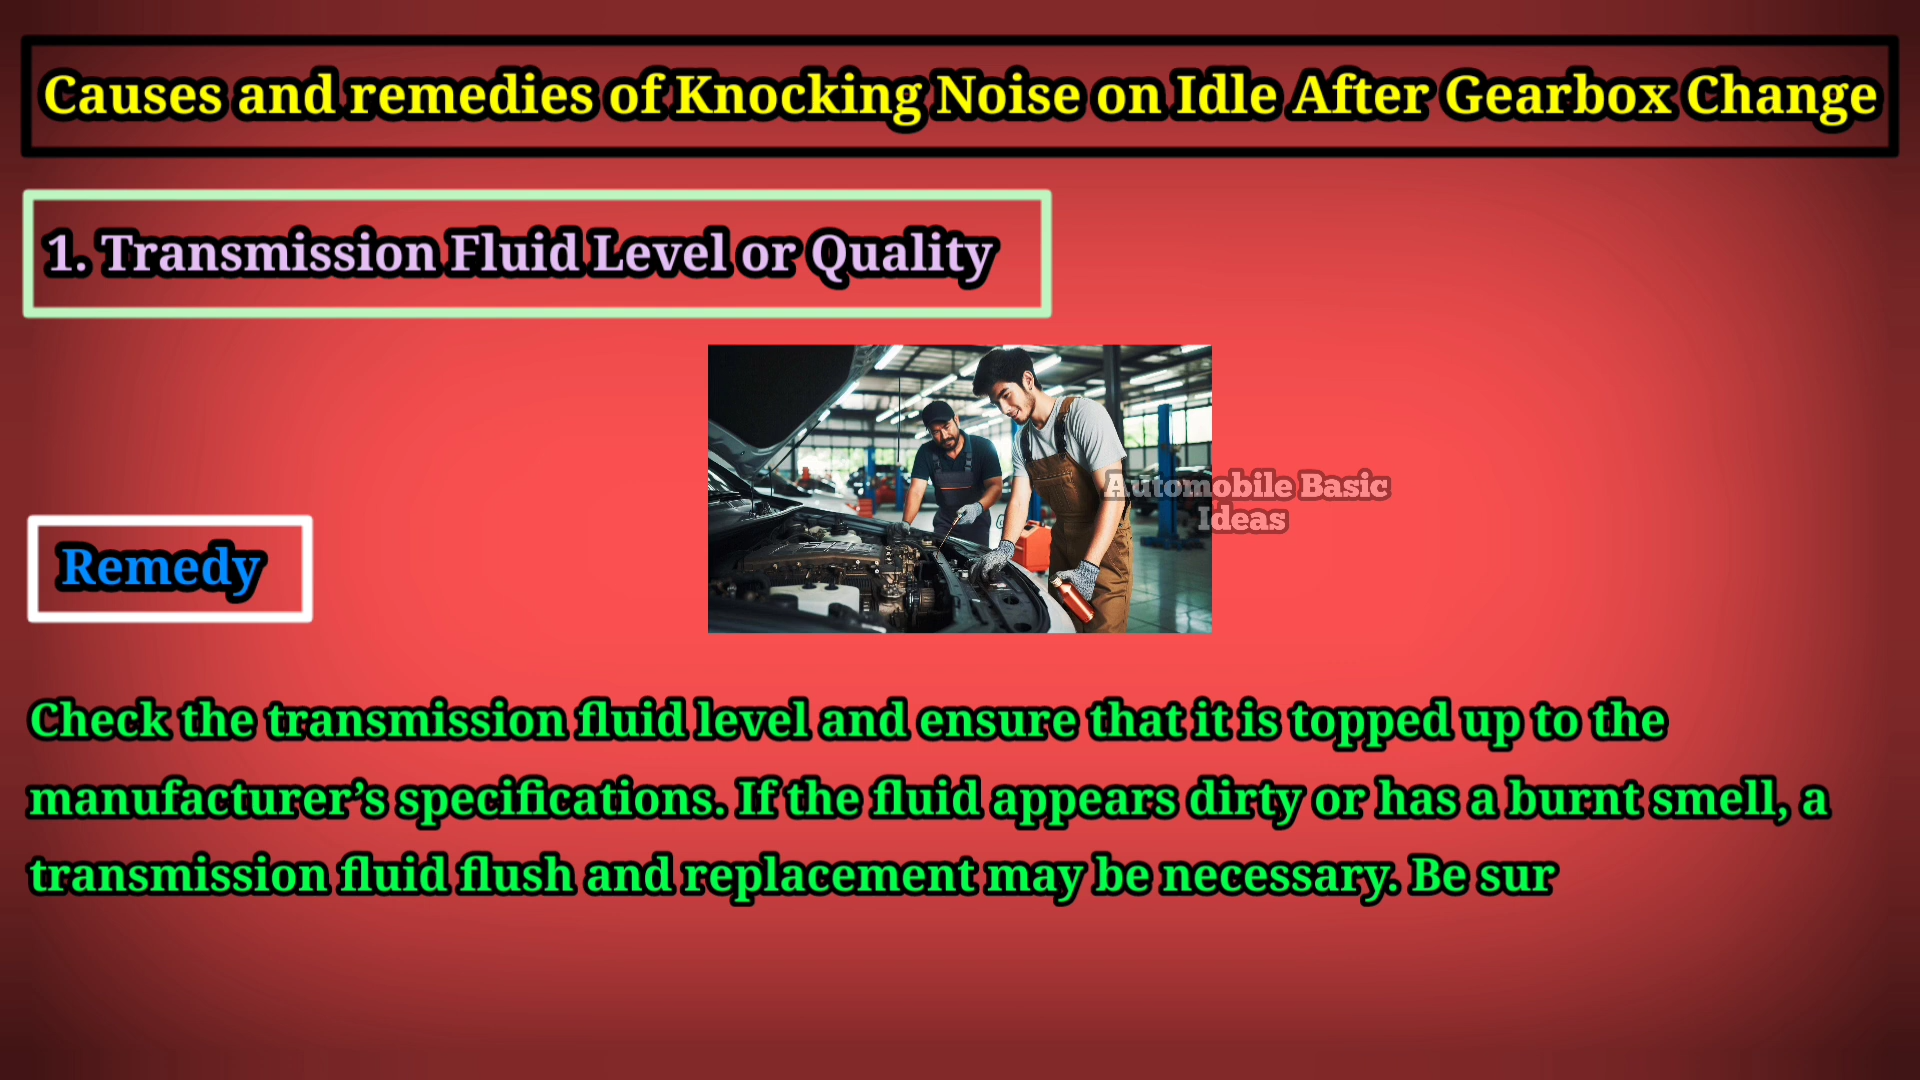 Causes and remedies of Knocking Noise on Idle After Gearbox Change
1. Transmission Fluid Level or Quality
Automobile Basic
Ideas
Remedy
Check the transmission fluid level and ensure that it is topped up to the
manufacturer’s specifications. If the fluid appears dirty or has a burnt smell, a
transmission fluid flush and replacement may be necessary. Be sur